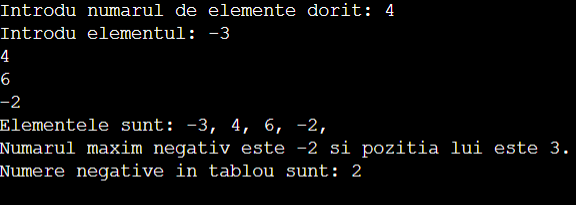 Introdu numarul de elemente dorit: 4
Introdu elementul: -3
4
6
-2
Elementele sunt: -3, 4, 6, -2,
Numarul maxim negativ este -2 si pozitia lui este 3.
Numere negative in tablou sunt: 2